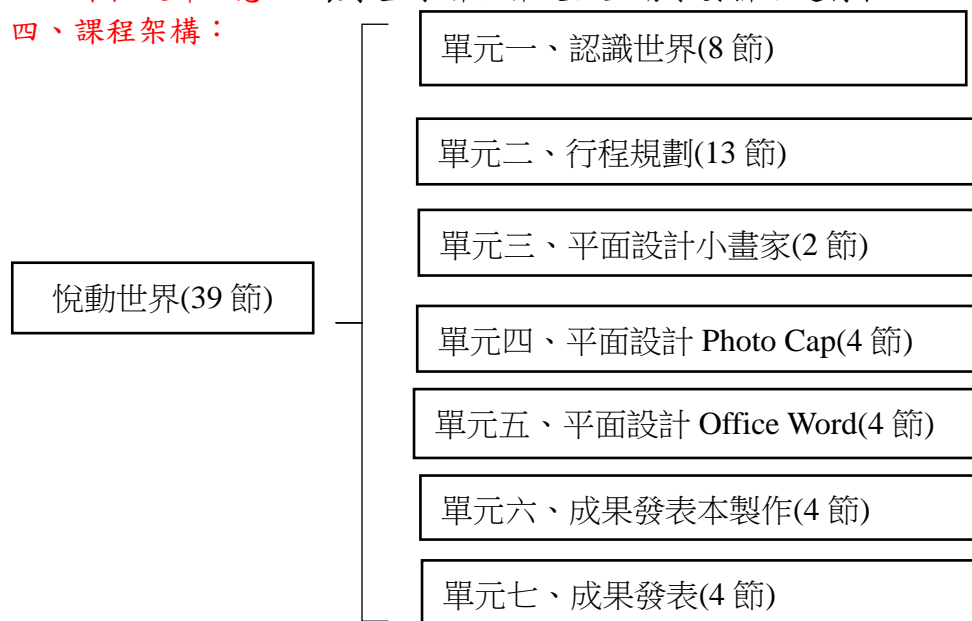 四、課程架構：
單元一、認識世界(8 節)
單元二、行程規劃(13 節)
單元三、平面設計小畫家(2 節)
悅動世界(39 節)
單元四、平面設計 Photo Cap(4 節)
單元五、平面設計 Office Word(4 節)
單元六、成果發表本製作(4 節)
單元七、成果發表(4 節)